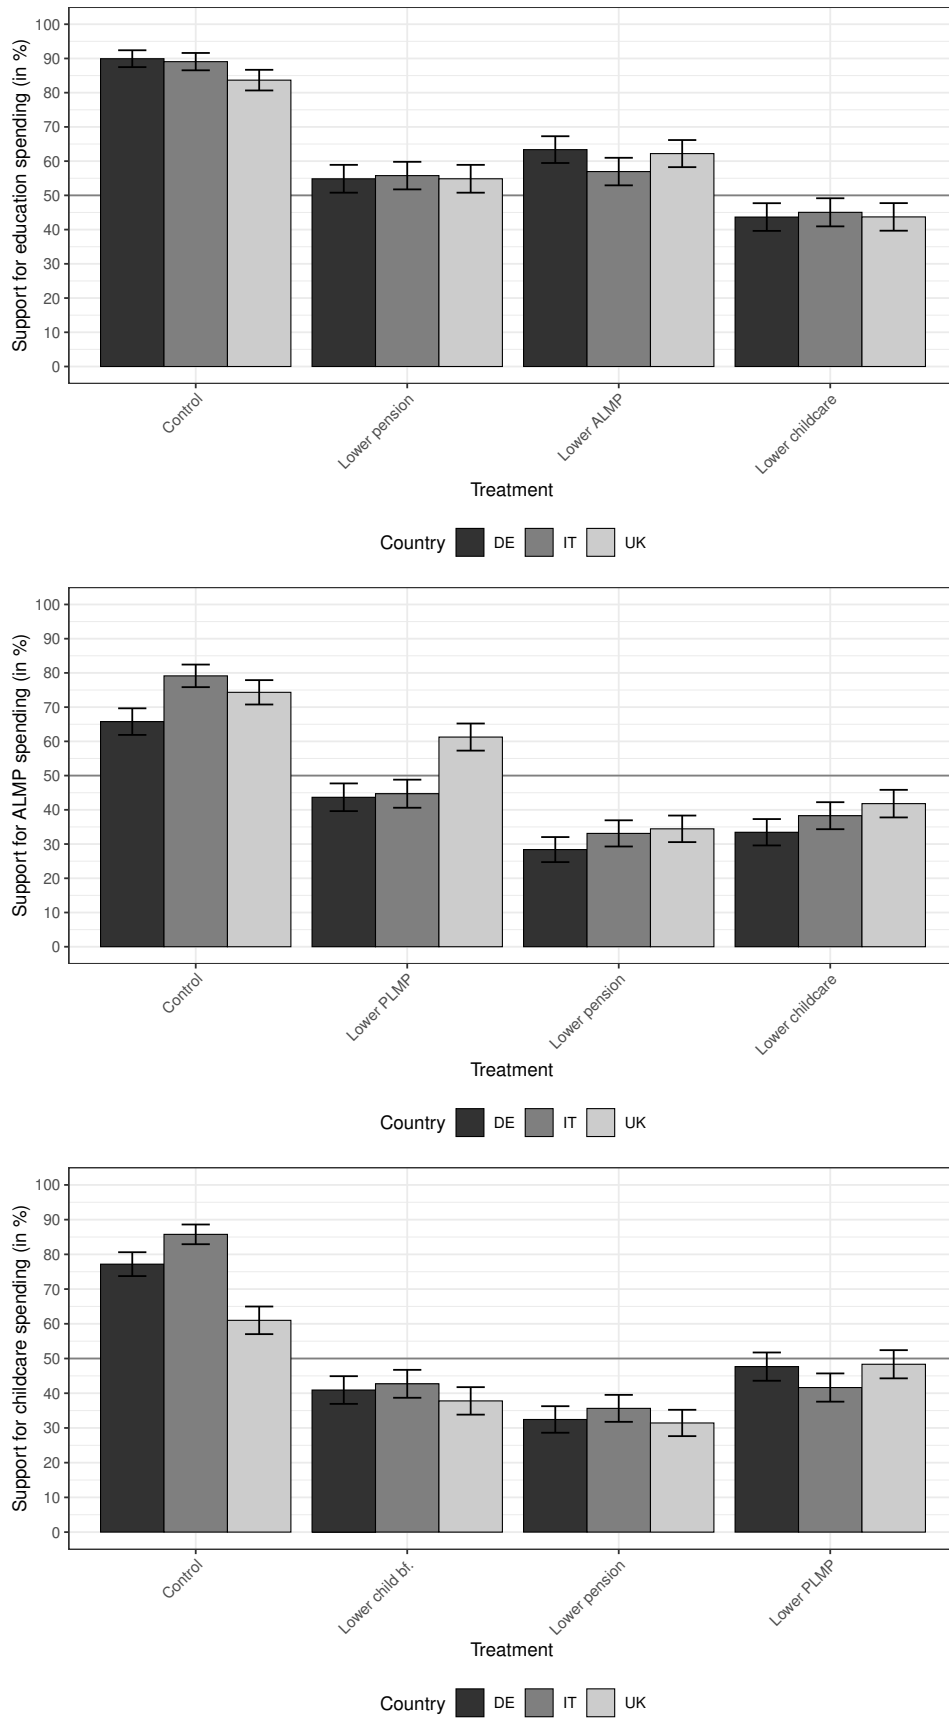 Support for education spending (in %)
100
90
80
70
60
50
40
30
20
10
0
Control
Lower pension
Lower ALMP
Lower childcare
Treatment
Country DE IT UK
Support for ALMP spending (in %)
100
90
80
70
60
50
40
30
20
10
0
Control
Lower PLMP
Lower pension
Lower childcare
Treatment
Country DE IT UK
Support for childcare spending (in %)
100
90
80
70
60
50
40
30
20
10
0
Control
Lower child bf.
Lower pension
Lower PLMP
Treatment
Country DE IT UK